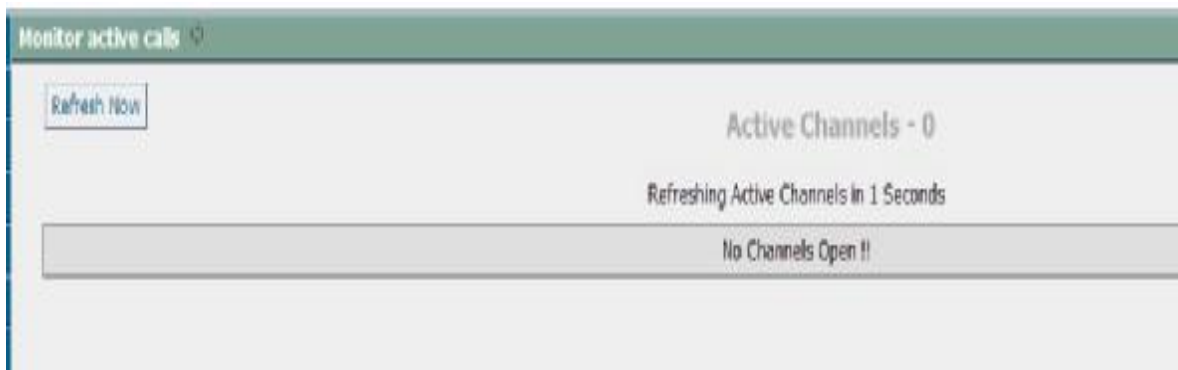 Monitor active calls
Refresh Now
Active Channels - 0
Refreshing Active Channels in 1 Seconds
No Channels Open !!